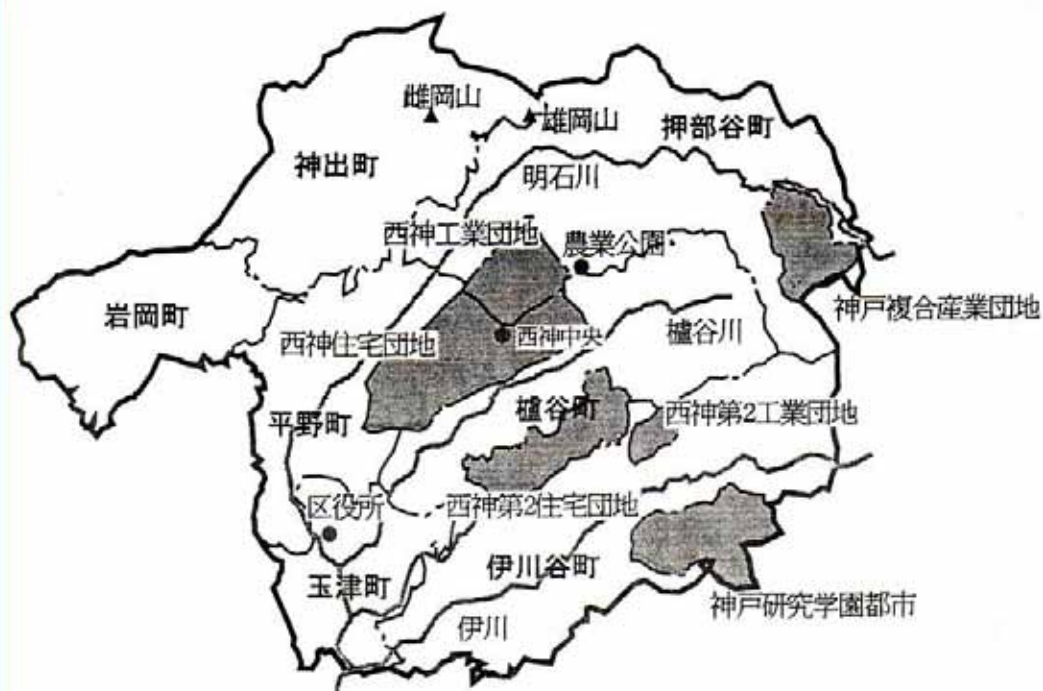 雌岡山
雄岡山
押部谷町
神出町
明石川
西神工業団地
農業公園
神戸複合産業団地
岩岡町
西神住宅団地
西神中央
櫨谷川
平野町
櫨谷町
西神第2工業団地
区役所
西神第2住宅団地
玉津町
伊川谷町
神戸研究学園都市
伊川